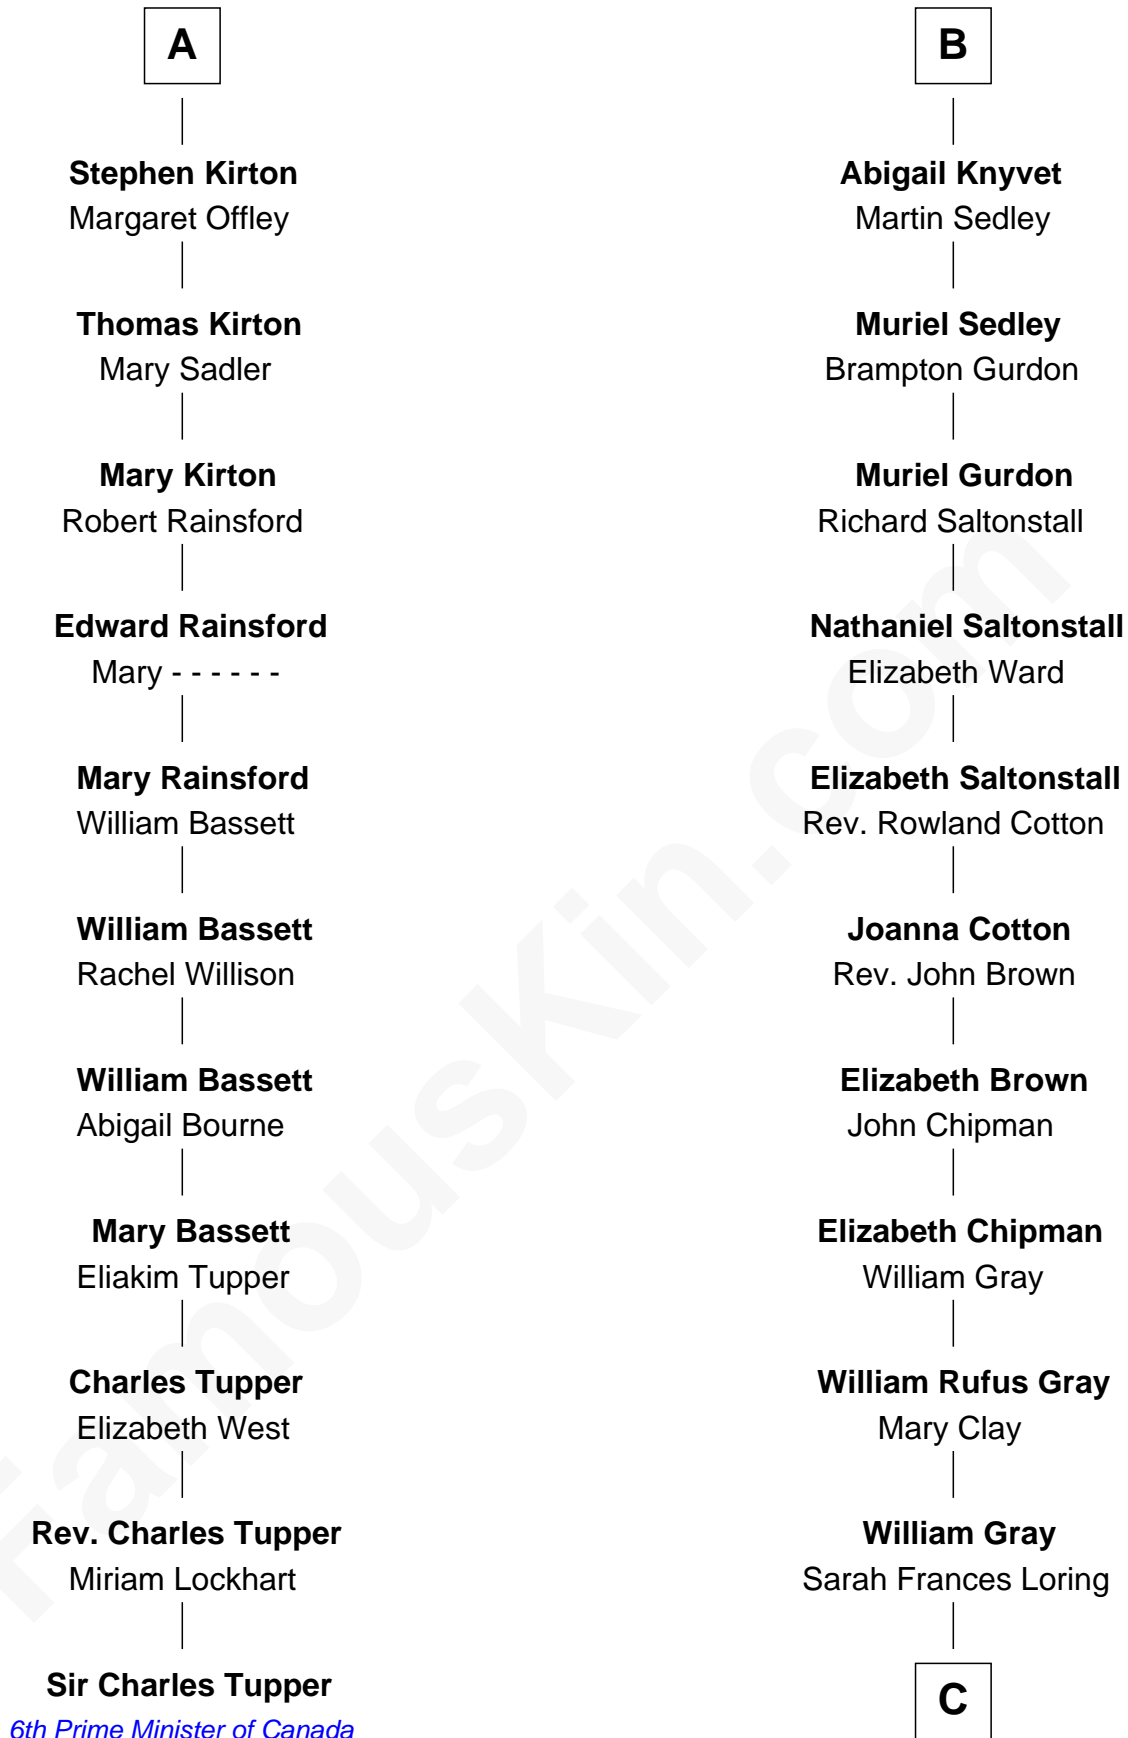 A
Stephen Kirton
Margaret Offley
Thomas Kirton
Mary Sadler
Mary Kirton
Robert Rainsford
Edward Rainsford
Mary - - - - - -
Mary Rainsford
William Bassett
William Bassett
Rachel Willison
William Bassett
Abigail Bourne
Mary Bassett
Eliakim Tupper
Charles Tupper
Elizabeth West
Rev. Charles Tupper
Miriam Lockhart
Sir Charles Tupper
6th Prime Minister of Canada
B
Abigail Knyvet
Martin Sedley
Muriel Sedley
Brampton Gurdon
Muriel Gurdon
Richard Saltonstall
Nathaniel Saltonstall
Elizabeth Ward
Elizabeth Saltonstall
Rev. Rowland Cotton
Joanna Cotton
Rev. John Brown
Elizabeth Brown
John Chipman
Elizabeth Chipman
William Gray
William Rufus Gray
Mary Clay
William Gray
Sarah Frances Loring
C
FamousKin.com